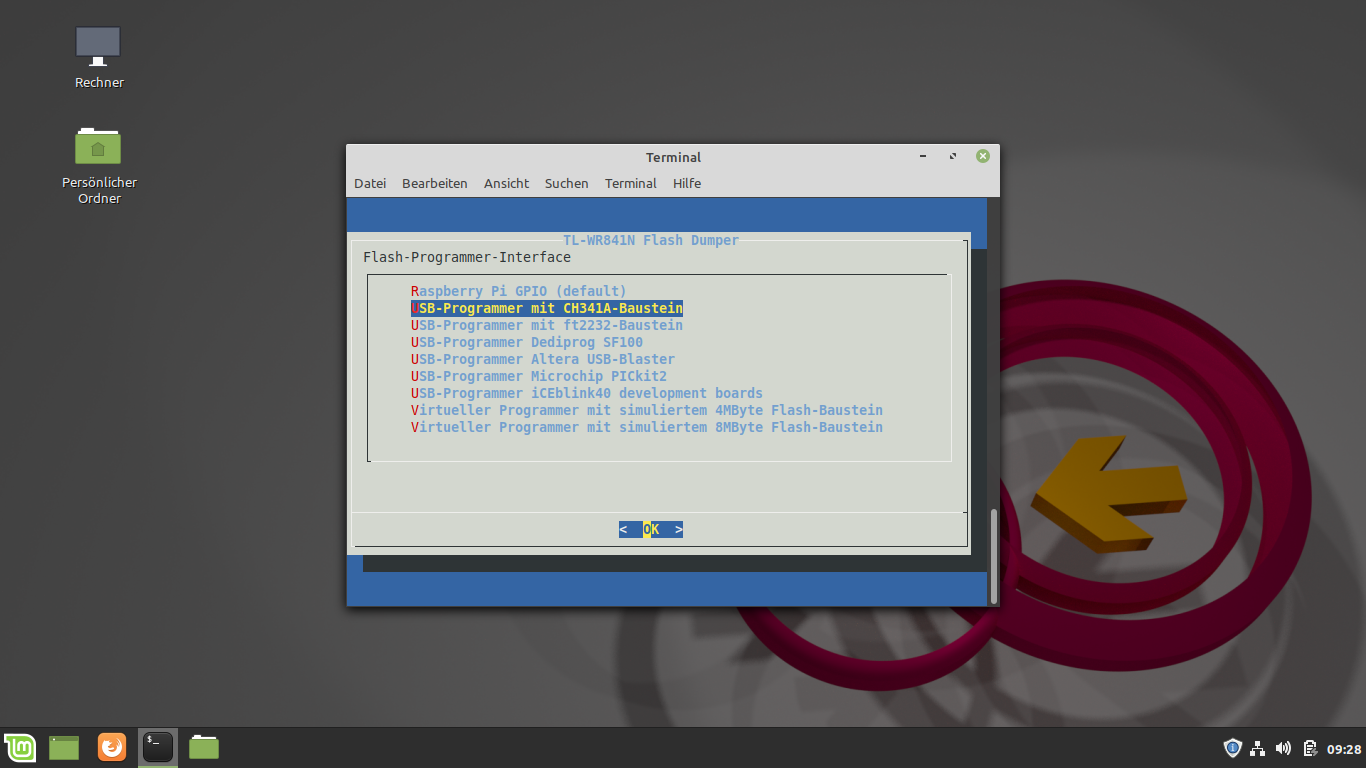 Rechner
Persönlicher
Ordner
Terminal
Datei Bearbeiten Ansicht Suchen Terminal Hilfe
TL-WR841N Flash Dumper
Flash-Programmer-Interface
Raspberry Pi GPIO (default)
USB-Programmer mit CH341A-Baustein
USB-Programmer mit ft2232-Baustein
USB-Programmer Dediprog SF100
USB-Programmer Altera USB-Blaster
USB-Programmer Microchip PICkit2
USB-Programmer iCEblink40 development boards
Virtueller Programmer mit simuliertem 4MByte Flash-Baustein
Virtueller Programmer mit simuliertem 8MByte Flash-Baustein
< OK >
$_
09:28